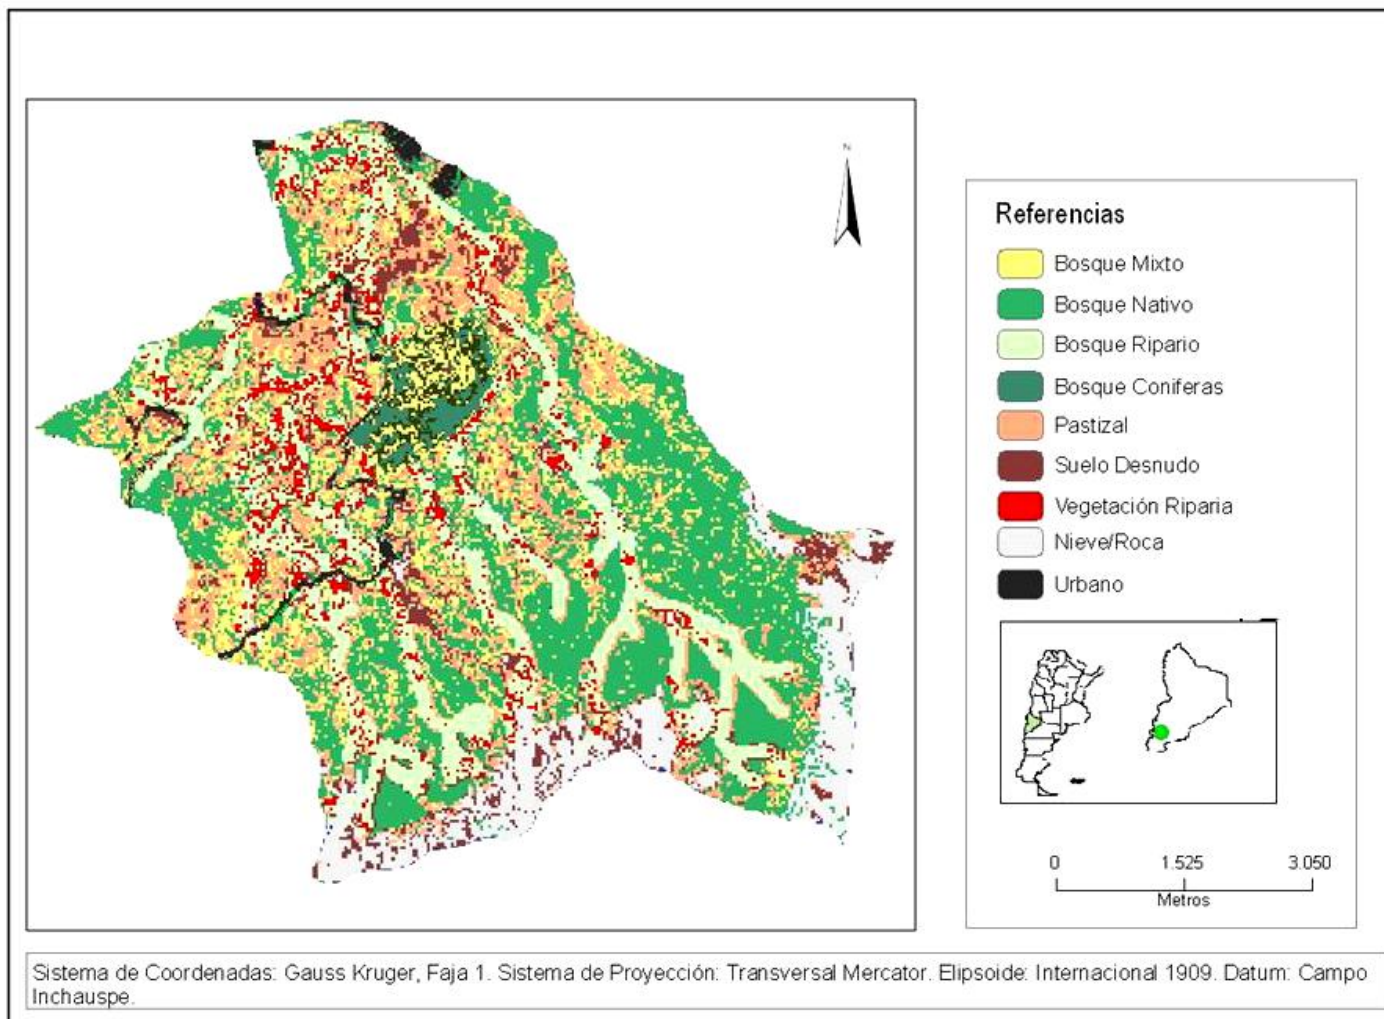 N
Referencias
Bosque Mixto
Bosque Nativo
Bosque Ripario
Bosque Coniferas
Pastizal
Suelo Desnudo
Vegetación Riparia
Nieve/Roca
Urbano
0 1.525 3.050
Metros
Sistema de Coordenadas: Gauss Kruger, Faja 1. Sistema de Proyección: Transversal Mercator. Elipsoide: Internacional 1909. Datum: Campo
Inchauspe.